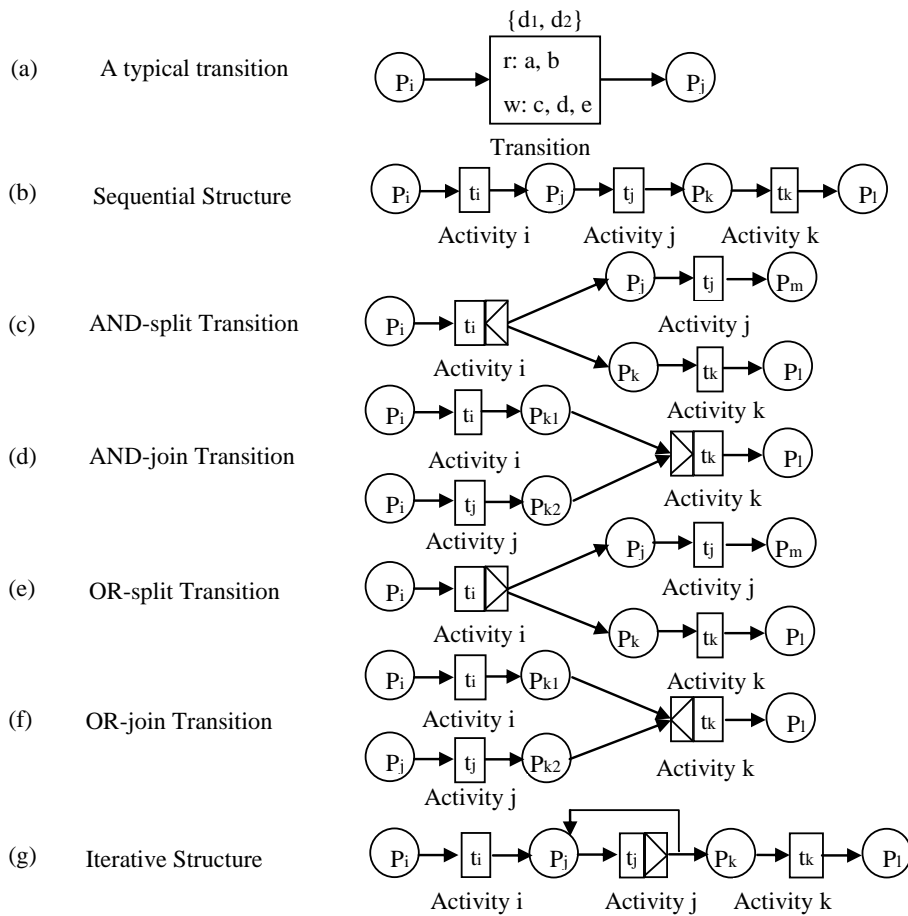 {d1, d2}
(a) A typical transition Pi r: a, b Pj
w: c, d, e
Transition
(b) Sequential Structure Pi ti Pj tj Pk tk Pl
Activity i Activity j Activity k
Pj tj Pm
(c) AND-split Transition Pi ti Activity j
Activity i Pk tk Pl
Activity k
Pi ti Pk1
(d) AND-join Transition Activity i tk Pl
Pi tj Pk2 Activity k
Activity j
Pj tj Pm
(e) OR-split Transition Pi ti Activity j
Activity i Pk tk Pl
Activity k
Pi ti Pk1
(f) OR-join Transition Activity i tk Pl
Pj tj Pk2 Activity k
Activity j
(g) Iterative Structure Pi ti Pj tj Pk tk Pl
Activity i Activity j Activity k